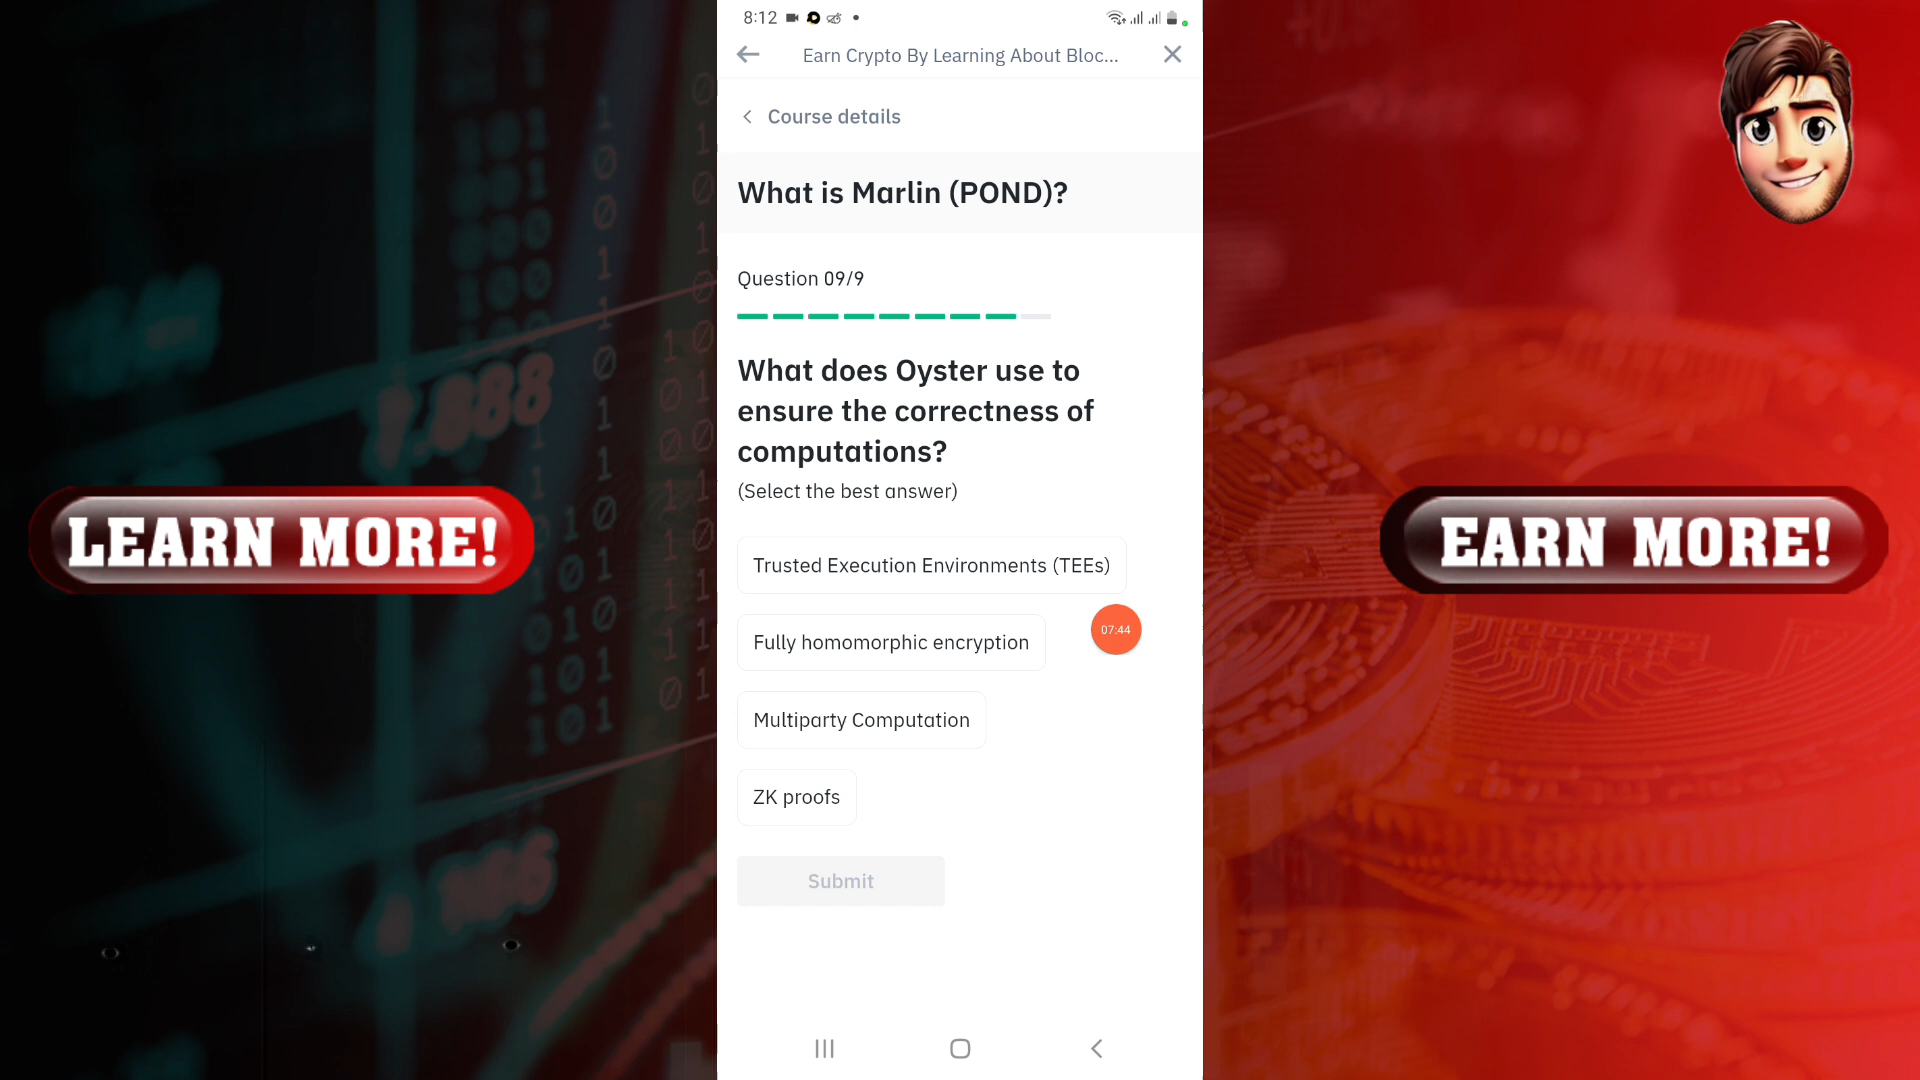 8:12
Earn Crypto By Learning About Bloc...
Course details
What is Marlin (POND)?
Question 09/9
What does Oyster use to
ensure the correctness of
computations?
(Select the best answer)
Trusted Execution Environments (TEEs)
07:44
Fully homomorphic encryption
Multiparty Computation
ZK proofs
Submit
LEARN MORE!
EARN MORE!